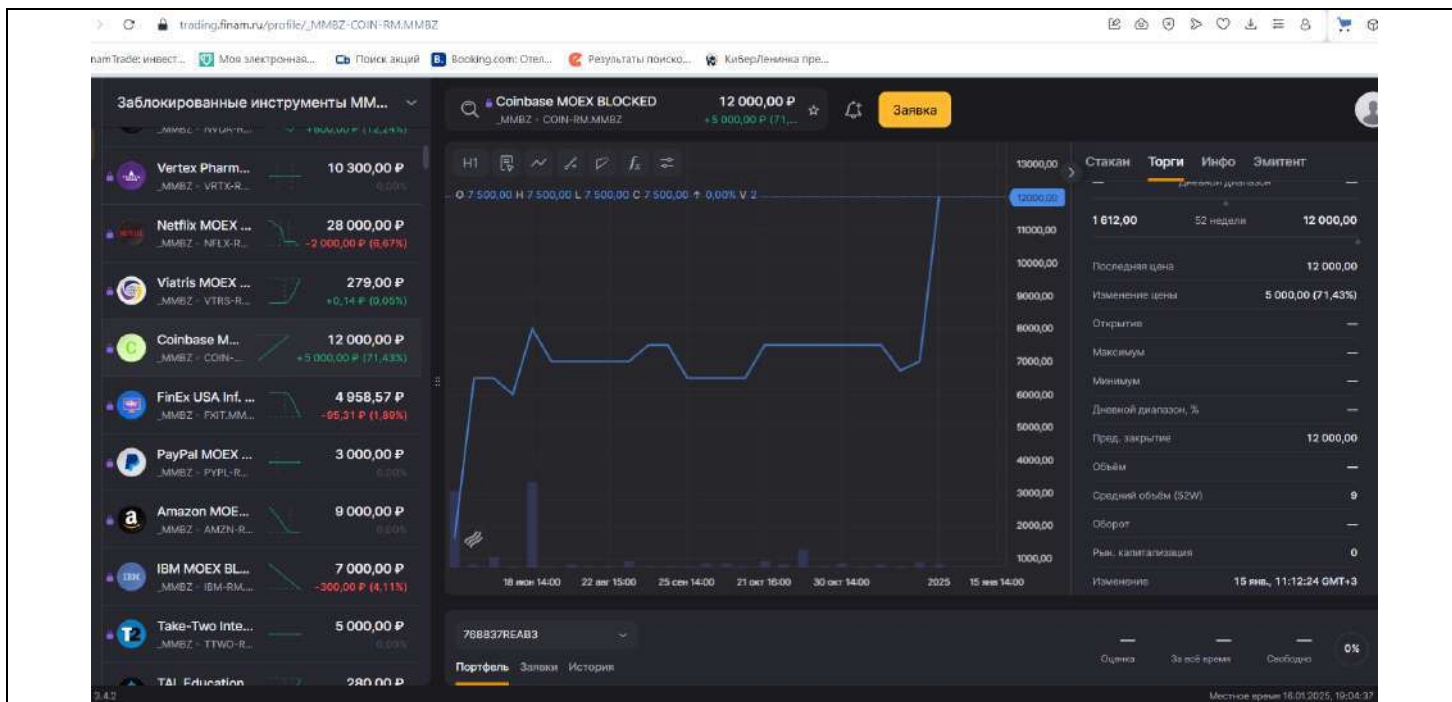 trading.finam.ru/profile/_MMBZ-COIN-RM.MMBZ
namTrade: инвест... Моя электронная... Поиск акций Booking.com: Отел... Результаты поиско... КиберЛенинка пре...
Заблокированные инструменты ММ...
Coinbase MOEX BLOCKED 12 000,00 ₽
_MMBZ - COIN-RM.MMBZ +5 000,00 ₽ (71,...
Заявка
_MMBZ - NVDA-R... +600,00 ₽ (12,24%)
Vertex Pharm... 10 300,00 ₽
_MMBZ - VRTX-R... 0,00%
Netflix MOEX ... 28 000,00 ₽
_MMBZ - NFLX-R... -2 000,00 ₽ (6,67%)
Viatris MOEX ... 279,00 ₽
_MMBZ - VTRS-R... +0,14 ₽ (0,05%)
Coinbase M... 12 000,00 ₽
_MMBZ - COIN-... +5 000,00 ₽ (71,43%)
FinEx USA Inf. ... 4 958,57 ₽
_MMBZ - FXIT.MM... -95,31 ₽ (1,89%)
PayPal MOEX ... 3 000,00 ₽
_MMBZ - PYPL-R... 0,00%
Amazon MOE... 9 000,00 ₽
_MMBZ - AMZN-R... 0,00%
IBM MOEX BL... 7 000,00 ₽
_MMBZ - IBM-RM.... -300,00 ₽ (4,11%)
Take-Two Inte... 5 000,00 ₽
_MMBZ - TTWO-R... 0,00%
TAL Education 280,00 ₽
3.4.2
H1
O 7 500,00 H 7 500,00 L 7 500,00 C 7 500,00 0,00% V 2
13000,00
12000,00
11000,00
10000,00
9000,00
8000,00
7000,00
6000,00
5000,00
4000,00
3000,00
2000,00
1000,00
18 июн 14:00 22 авг 15:00 25 сен 14:00 21 окт 16:00 30 окт 14:00 2025 15 янв 14:00
768837REAB3
Портфель Заявки История
Стакан Торги Инфо Эмитент
— Дневной диапазон —
1 612,00 52 недели 12 000,00
Последняя цена 12 000,00
Изменение цены 5 000,00 (71,43%)
Открытие —
Максимум —
Минимум —
Дневной диапазон, % —
Пред. закрытие 12 000,00
Объём —
Средний объём (52W) 9
Оборот —
Рын. капитализация 0
Изменение 15 янв., 11:12:24 GMT+3
— — — 0%
Оценка За всё время Свободно
Местное время 16.01.2025, 19:04:37